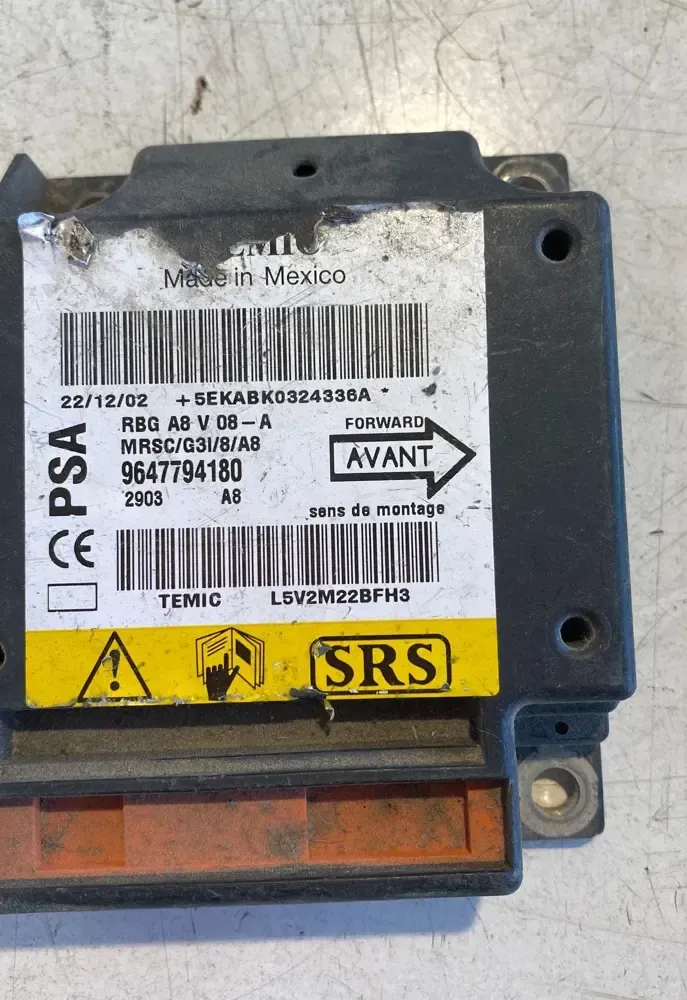 Made in Mexico
22/12/02 +5EKABK0324336A *
RBG A8 V 08-A
MRSC/G3I/8/A8
9647794180
2903 A8
PSA
CE
FORWARD
AVANT
sens de montage
TEMIC L5V2M22BFH3
SRS